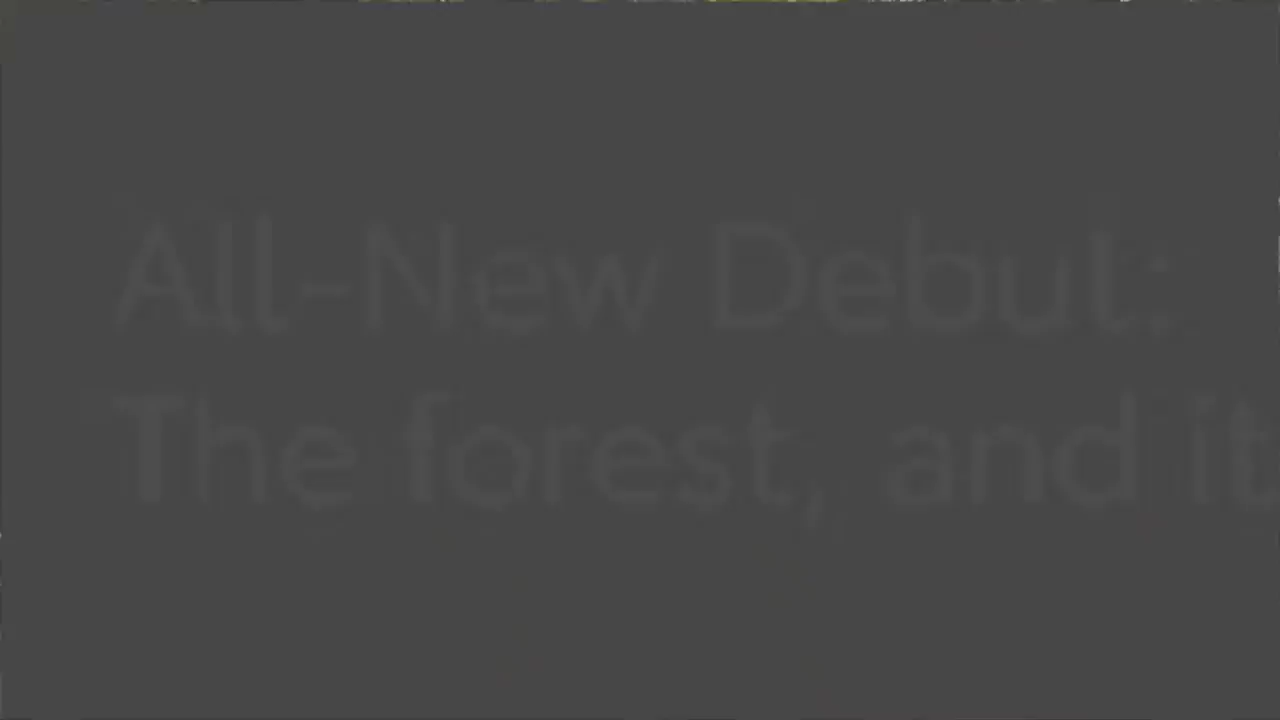 All-New Debut:
The forest, and it